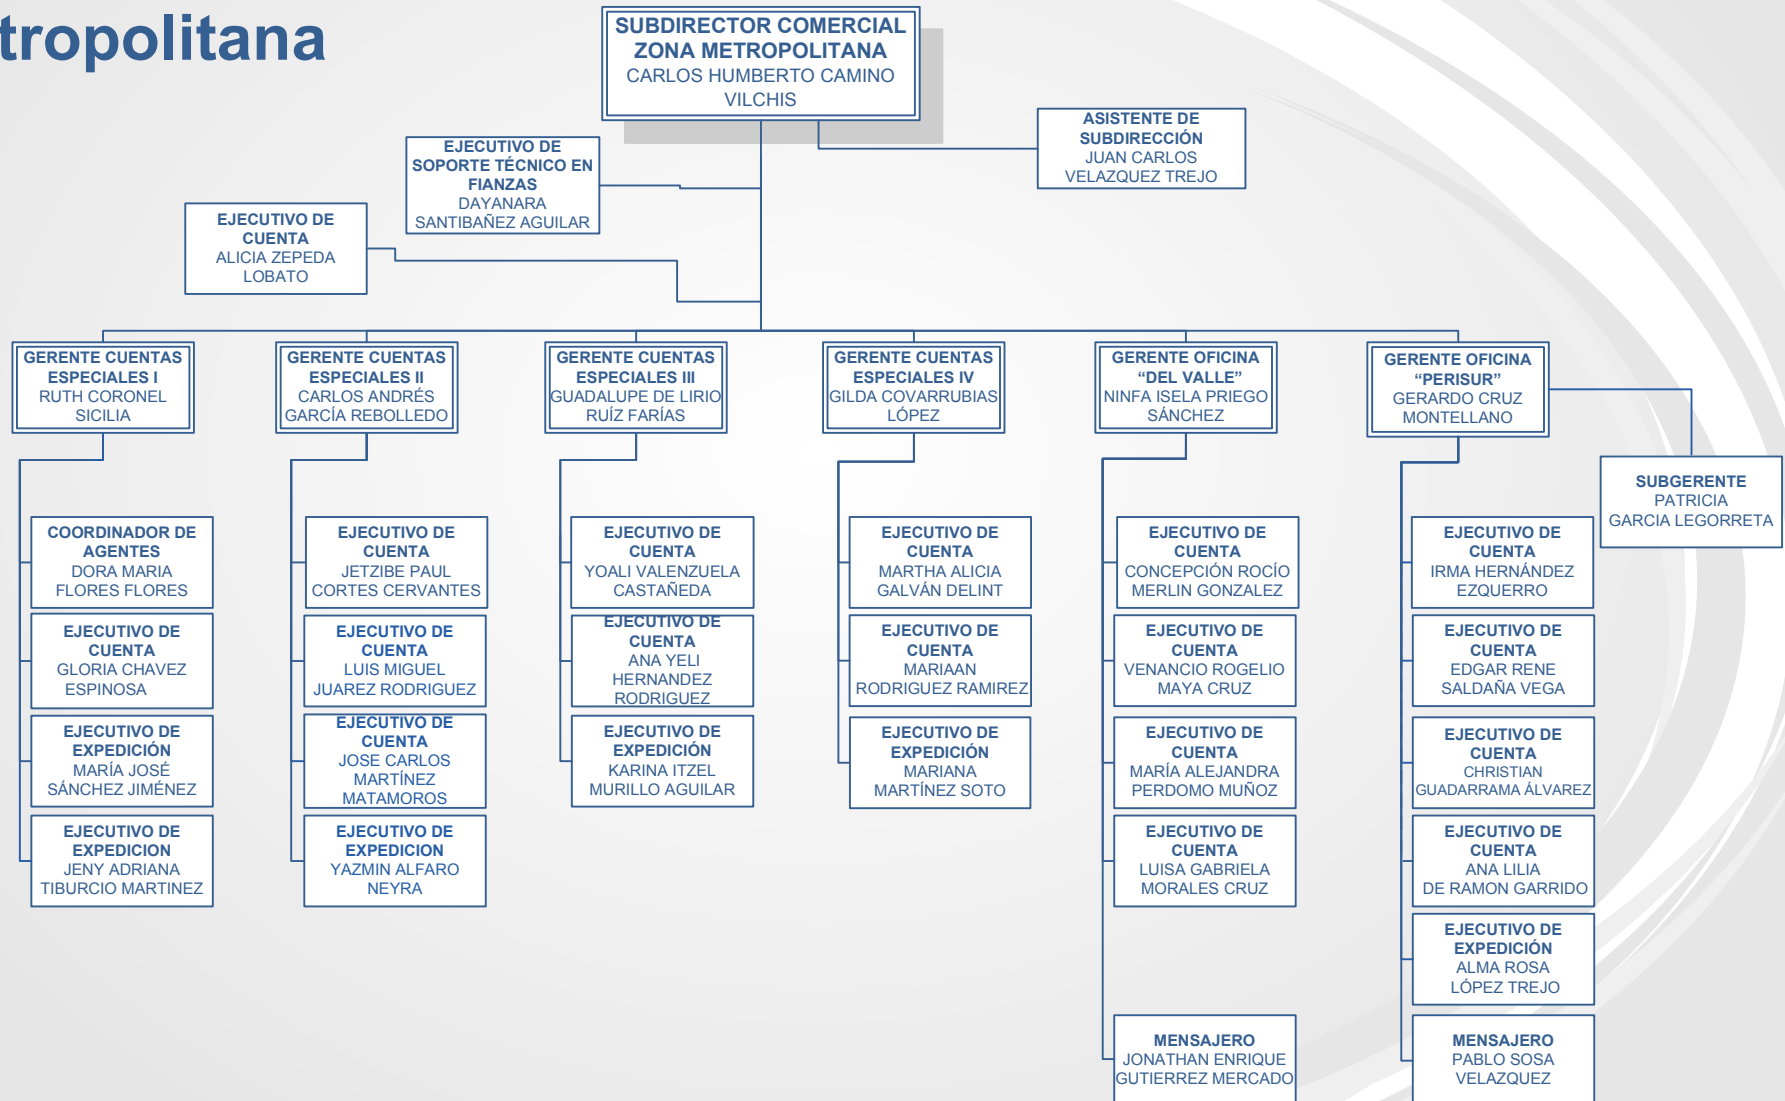 tropolitana
SUBDIRECTOR COMERCIAL
ZONA METROPOLITANA
CARLOS HUMBERTO CAMINO
VILCHIS
ASISTENTE DE
SUBDIRECCIÓN
JUAN CARLOS
VELAZQUEZ TREJO
EJECUTIVO DE
SOPORTE TÉCNICO EN
FIANZAS
DAYANARA
SANTIBAÑEZ AGUILAR
EJECUTIVO DE
CUENTA
ALICIA ZEPEDA
LOBATO
GERENTE CUENTAS
ESPECIALES I
RUTH CORONEL
SICILIA
GERENTE CUENTAS
ESPECIALES II
CARLOS ANDRÉS
GARCÍA REBOLLEDO
GERENTE CUENTAS
ESPECIALES III
GUADALUPE DE LIRIO
RUÍZ FARÍAS
GERENTE CUENTAS
ESPECIALES IV
GILDA COVARRUBIAS
LÓPEZ
GERENTE OFICINA
“DEL VALLE”
NINFA ISELA PRIEGO
SÁNCHEZ
GERENTE OFICINA
“PERISUR”
GERARDO CRUZ
MONTELLANO
SUBGERENTE
PATRICIA
GARCIA LEGORRETA
COORDINADOR DE
AGENTES
DORA MARIA
FLORES FLORES
EJECUTIVO DE
CUENTA
GLORIA CHAVEZ
ESPINOSA
EJECUTIVO DE
EXPEDICIÓN
MARÍA JOSÉ
SÁNCHEZ JIMÉNEZ
EJECUTIVO DE
EXPEDICION
JENY ADRIANA
TIBURCIO MARTINEZ
EJECUTIVO DE
CUENTA
JETZIBE PAUL
CORTES CERVANTES
EJECUTIVO DE
CUENTA
LUIS MIGUEL
JUAREZ RODRIGUEZ
EJECUTIVO DE
CUENTA
JOSE CARLOS
MARTÍNEZ
MATAMOROS
EJECUTIVO DE
EXPEDICION
YAZMIN ALFARO
NEYRA
EJECUTIVO DE
CUENTA
YOALI VALENZUELA
CASTAÑEDA
EJECUTIVO DE
CUENTA
ANA YELI
HERNANDEZ
RODRIGUEZ
EJECUTIVO DE
EXPEDICIÓN
KARINA ITZEL
MURILLO AGUILAR
EJECUTIVO DE
CUENTA
MARTHA ALICIA
GALVÁN DELINT
EJECUTIVO DE
CUENTA
MARIAAN
RODRIGUEZ RAMIREZ
EJECUTIVO DE
EXPEDICIÓN
MARIANA
MARTÍNEZ SOTO
EJECUTIVO DE
CUENTA
CONCEPCIÓN ROCÍO
MERLIN GONZALEZ
EJECUTIVO DE
CUENTA
VENANCIO ROGELIO
MAYA CRUZ
EJECUTIVO DE
CUENTA
MARÍA ALEJANDRA
PERDOMO MUÑOZ
EJECUTIVO DE
CUENTA
LUISA GABRIELA
MORALES CRUZ
MENSAJERO
JONATHAN ENRIQUE
GUTIERREZ MERCADO
EJECUTIVO DE
CUENTA
IRMA HERNÁNDEZ
EZQUERRO
EJECUTIVO DE
CUENTA
EDGAR RENE
SALDAÑA VEGA
EJECUTIVO DE
CUENTA
CHRISTIAN
GUADARRAMA ÁLVAREZ
EJECUTIVO DE
CUENTA
ANA LILIA
DE RAMON GARRIDO
EJECUTIVO DE
EXPEDICIÓN
ALMA ROSA
LÓPEZ TREJO
MENSAJERO
PABLO SOSA
VELAZQUEZ